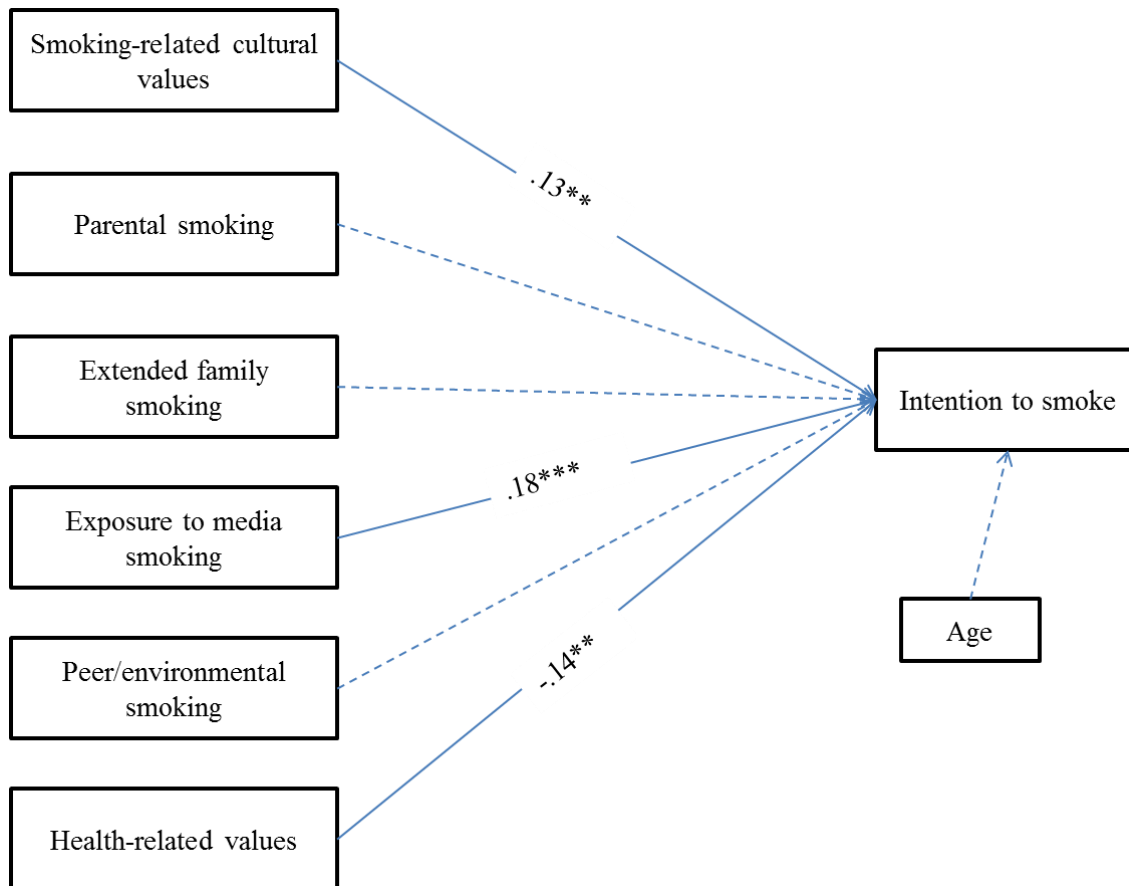 Smoking-related cultural
values
.13**
Parental smoking
Extended family
smoking
Intention to smoke
.18***
Exposure to media
smoking
Age
Peer/environmental
smoking
-.14**
Health-related values